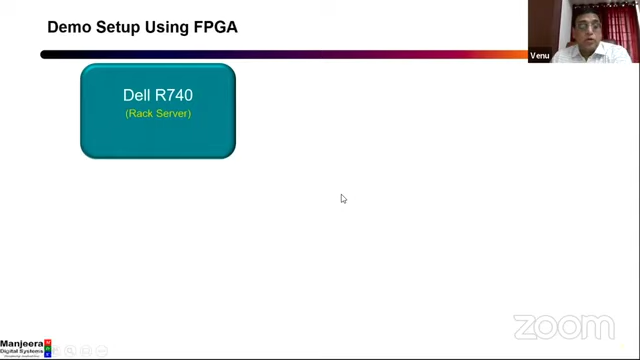 Demo Setup Using FPGA
Venu
Dell R740
(Rack Server)
zoom
Manjeera
Digital Systems